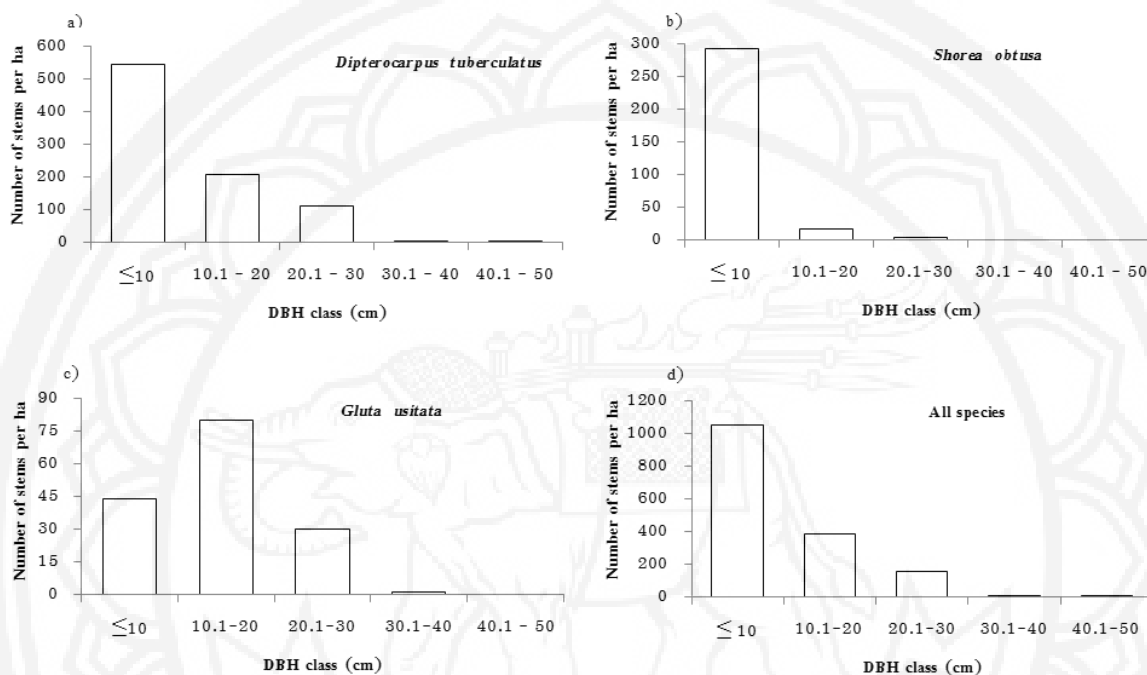 a)
Dipterocarpus tuberculatus
Number of stems per ha
600
500
400
300
200
100
0
≤10 10.1 - 20 20.1 - 30 30.1 - 40 40.1 - 50
DBH class (cm)
b)
Shorea obtusa
Number of stems per ha
300
250
200
150
100
50
0
≤10 10.1-20 20.1-30 30.1 - 40 40.1 - 50
DBH class (cm)
c)
Gluta usitata
Number of stems per ha
90
75
60
45
30
15
0
≤10 10.1-20 20.1-30 30.1-40 40.1 - 50
DBH class (cm)
d)
All species
Number of stems per ha
1200
1000
800
600
400
200
0
≤10 10.1-20 20.1-30 30.1-40 40.1-50
DBH class (cm)